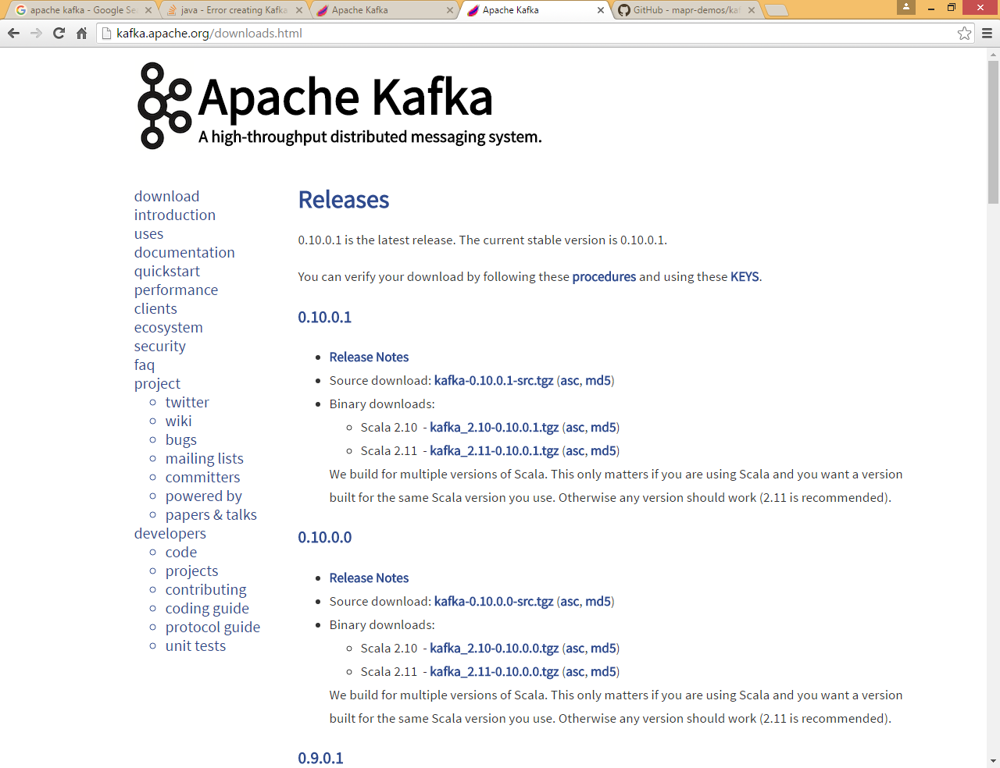 apache kafka - Google Se
java - Error creating Kafka
Apache Kafka
Apache Kafka
GitHub - mapr-demos/kaf
kafka.apache.org/downloads.html
Apache Kafka
A high-throughput distributed messaging system.
download
introduction
uses
documentation
quickstart
performance
clients
ecosystem
security
faq
project
twitter
wiki
bugs
mailing lists
committers
powered by
papers & talks
developers
code
projects
contributing
coding guide
protocol guide
unit tests
Releases
0.10.0.1 is the latest release. The current stable version is 0.10.0.1.
You can verify your download by following these procedures and using these KEYS.
0.10.0.1
Release Notes
Source download: kafka-0.10.0.1-src.tgz (asc, md5)
Binary downloads:
Scala 2.10 - kafka_2.10-0.10.0.1.tgz (asc, md5)
Scala 2.11 - kafka_2.11-0.10.0.1.tgz (asc, md5)
We build for multiple versions of Scala. This only matters if you are using Scala and you want a version
built for the same Scala version you use. Otherwise any version should work (2.11 is recommended).
0.10.0.0
Release Notes
Source download: kafka-0.10.0.0-src.tgz (asc, md5)
Binary downloads:
Scala 2.10 - kafka_2.10-0.10.0.0.tgz (asc, md5)
Scala 2.11 - kafka_2.11-0.10.0.0.tgz (asc, md5)
We build for multiple versions of Scala. This only matters if you are using Scala and you want a version
built for the same Scala version you use. Otherwise any version should work (2.11 is recommended).
0.9.0.1